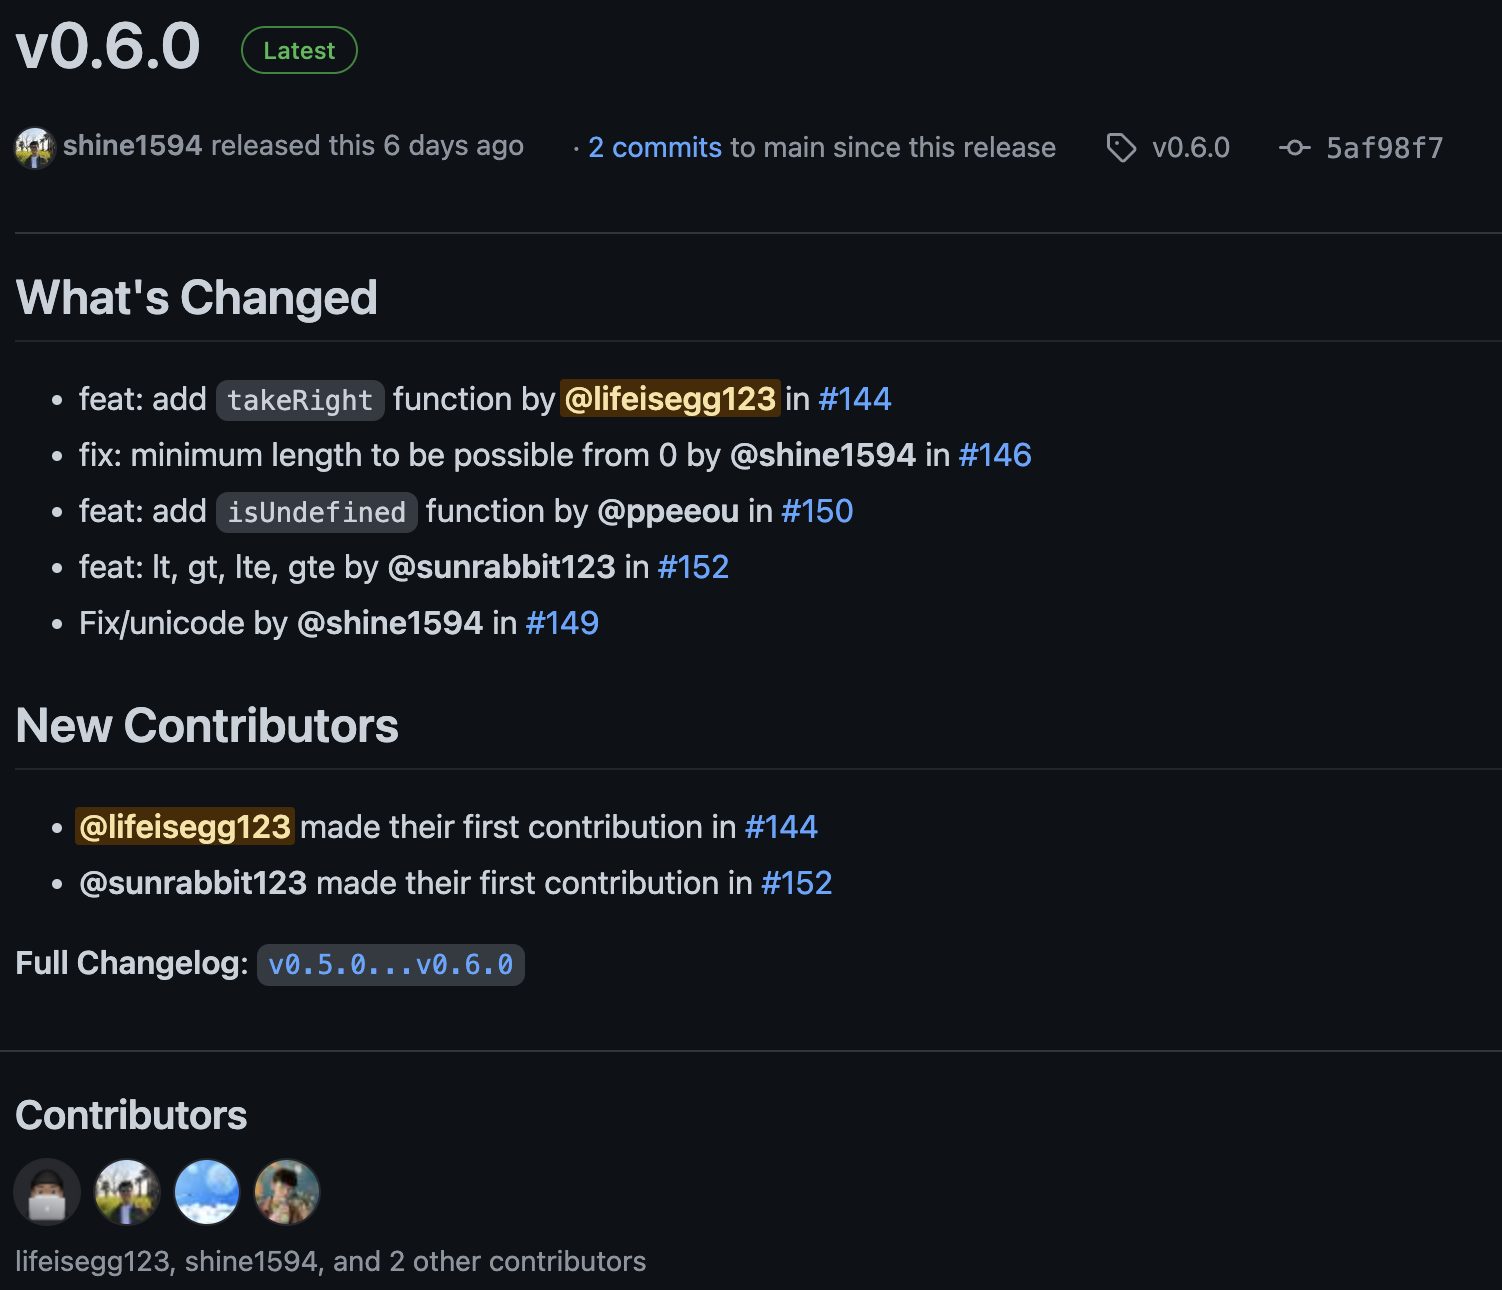 v0.6.0 Latest
shine1594 released this 6 days ago · 2 commits to main since this release v0.6.0 5af98f7
What's Changed
• feat: add takeRight function by @lifeisegg123 in #144
• fix: minimum length to be possible from 0 by @shine1594 in #146
• feat: add isUndefined function by @ppeeou in #150
• feat: lt, gt, lte, gte by @sunrabbit123 in #152
• Fix/unicode by @shine1594 in #149
New Contributors
• @lifeisegg123 made their first contribution in #144
• @sunrabbit123 made their first contribution in #152
Full Changelog: v0.5.0...v0.6.0
Contributors
lifeisegg123, shine1594, and 2 other contributors